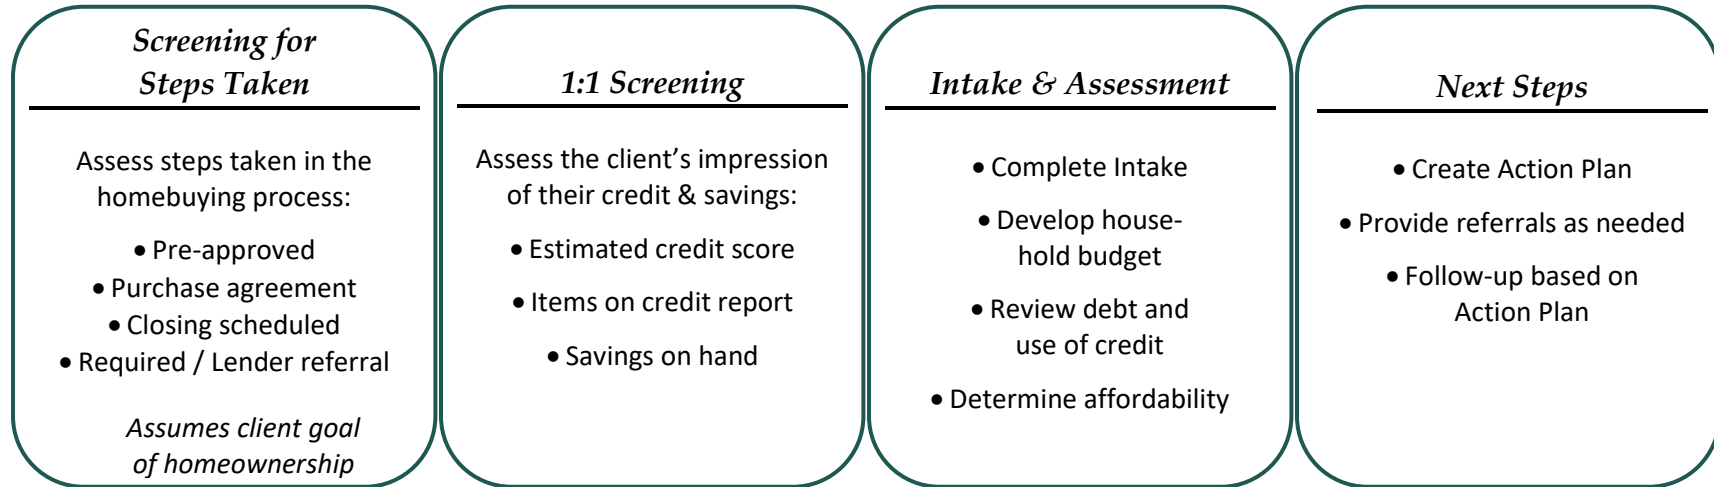 Screening for
Steps Taken
Assess steps taken in the
homebuying process:
• Pre-approved
• Purchase agreement
• Closing scheduled
• Required / Lender referral
Assumes client goal
of homeownership
1:1 Screening
Assess the client’s impression
of their credit & savings:
• Estimated credit score
• Items on credit report
• Savings on hand
Intake & Assessment
• Complete Intake
• Develop house-
hold budget
• Review debt and
use of credit
• Determine affordability
Next Steps
• Create Action Plan
• Provide referrals as needed
• Follow-up based on
Action Plan